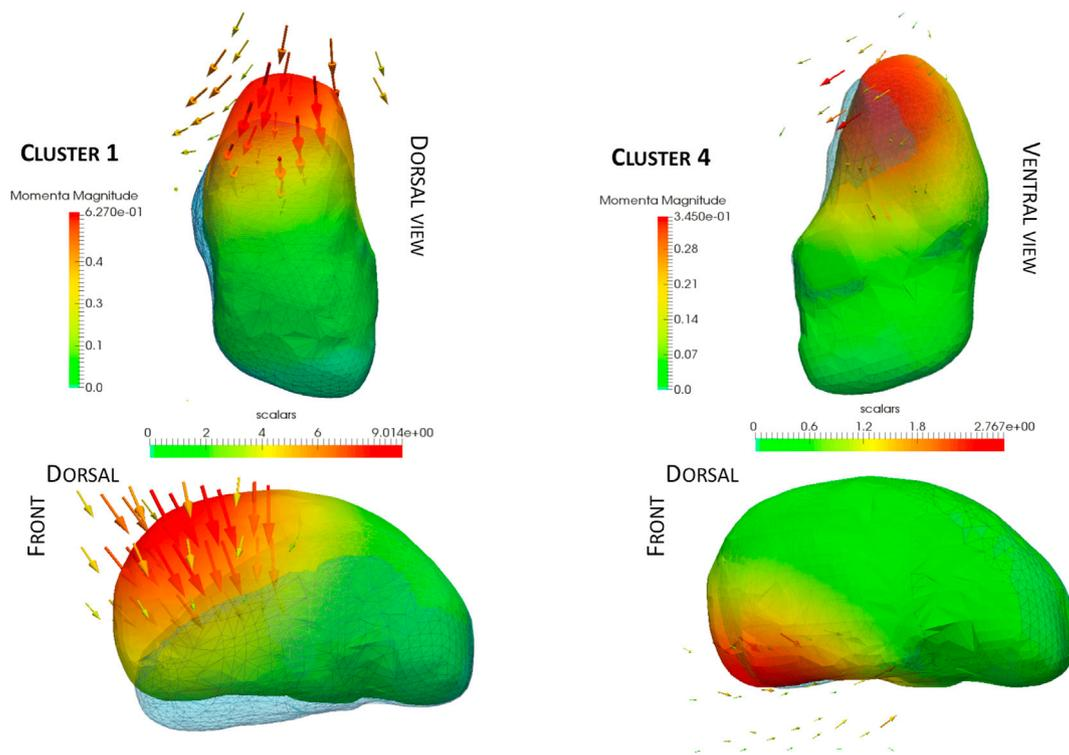 CLUSTER 1
DORSAL VIEW
Momenta Magnitude
6.270e-01
0.4
0.3
0.1
0.0
scalars
0 2 4 6 9.014e+00
DORSAL
FRONT
CLUSTER 4
VENTRAL VIEW
Momenta Magnitude
3.450e-01
0.28
0.21
0.14
0.07
0.0
scalars
0 0.6 1.2 1.8 2.767e+00
DORSAL
FRONT